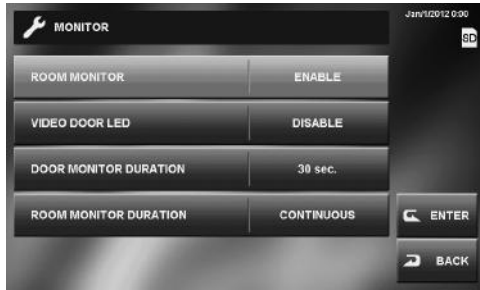 MONITOR
Jan/1/2012 0:00
SD
ROOM MONITOR ENABLE
VIDEO DOOR LED DISABLE
DOOR MONITOR DURATION 30 sec.
ROOM MONITOR DURATION CONTINUOUS
ENTER
BACK